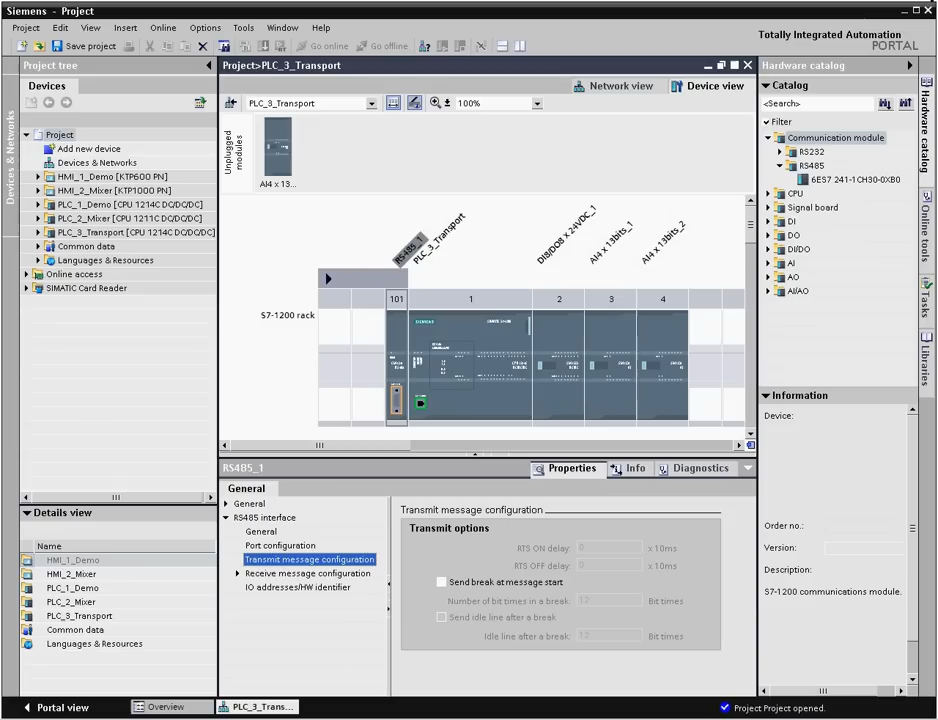 Siemens - Project
Project Edit View Insert Online Options Tools Window Help
Totally Integrated Automation
PORTAL
Save project
Go online
Go offline
Devices & Networks
Project tree
Devices
Project
Add new device
Devices & Networks
HMI_1_Demo [KTP600 PN]
HMI_2_Mixer [KTP1000 PN]
PLC_1_Demo [CPU 1214C DC/DC/DC]
PLC_2_Mixer [CPU 1211C DC/DC/DC]
PLC_3_Transport [CPU 1214C DC/DC/DC]
Common data
Languages & Resources
Online access
SIMATIC Card Reader
Details view
Name
HMI_1_Demo
HMI_2_Mixer
PLC_1_Demo
PLC_2_Mixer
PLC_3_Transport
Common data
Languages & Resources
Project>PLC_3_Transport
Network view
Device view
PLC_3_Transport
100%
Unplugged
modules
AI4 x 13...
RS485_1
PLC_3_Transport
DI8/DO8 x 24VDC_1
AI4 x 13bits_1
AI4 x 13bits_2
101 1 2 3 4
S7-1200 rack
SIEMENS
RS485_1
Properties
Info
Diagnostics
General
General
RS485 interface
General
Port configuration
Transmit message configuration
Receive message configuration
IO addresses/HW identifier
Transmit message configuration
Transmit options
RTS ON delay: 0 x 10ms
RTS OFF delay: 0 x 10ms
Send break at message start
Number of bit times in a break: 12 Bit times
Send idle line after a break
Idle line after a break: 12 Bit times
Hardware catalog
Catalog
<Search>
Filter
Communication module
RS232
RS485
6ES7 241-1CH30-0XB0
CPU
Signal board
DI
DO
DI/DO
AI
AO
AI/AO
Information
Device:
Order no.:
Version:
Description:
S7-1200 communications module.
Hardware catalog
Online tools
Tasks
Libraries
Portal view
Overview
PLC_3_Trans...
Project Project opened.